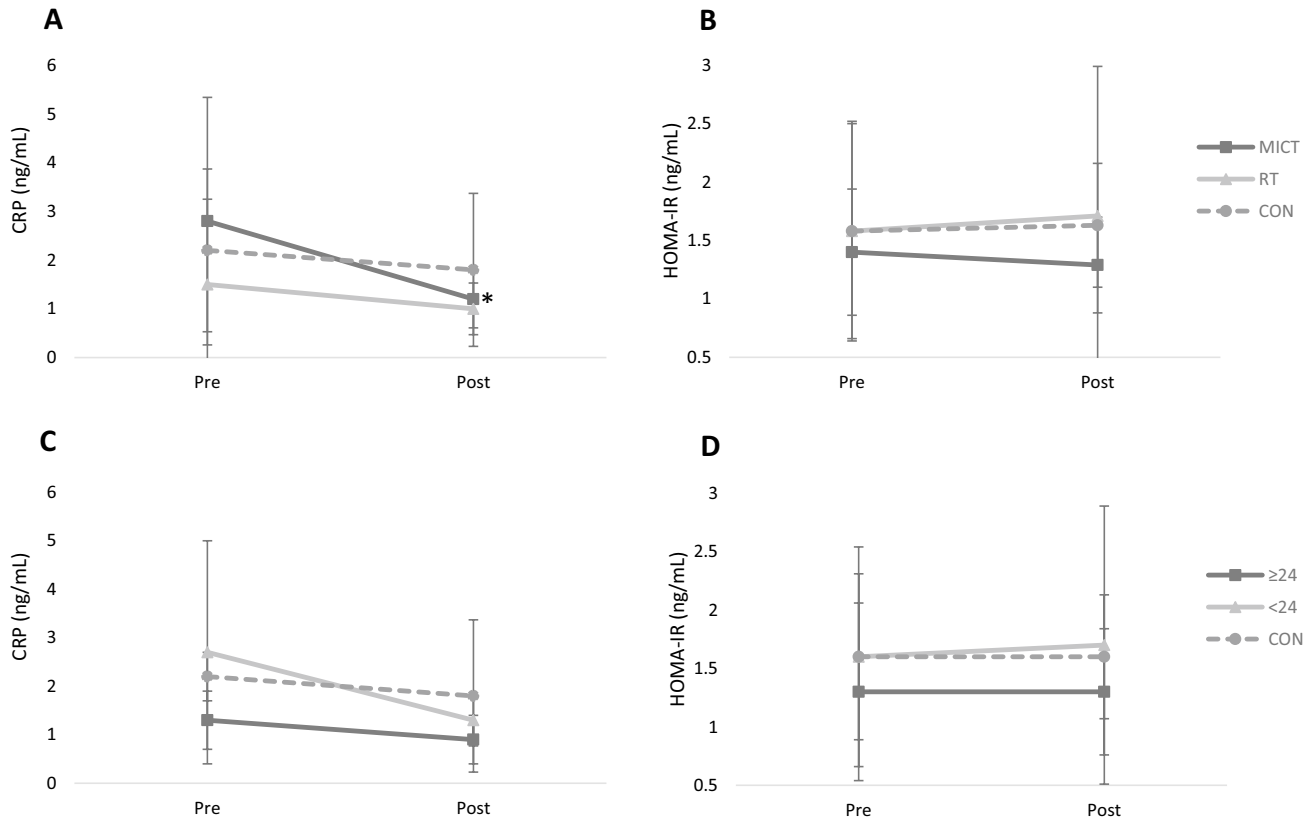 A
CRP (ng/mL)
6
5
4
3
2
1
0
*
Pre
Post
B
HOMA-IR (ng/mL)
3
2.5
2
1.5
1
0.5
Pre
Post
MICT
RT
CON
C
CRP (ng/mL)
6
5
4
3
2
1
0
Pre
Post
D
HOMA-IR (ng/mL)
3
2.5
2
1.5
1
0.5
Pre
Post
≥24
<24
CON